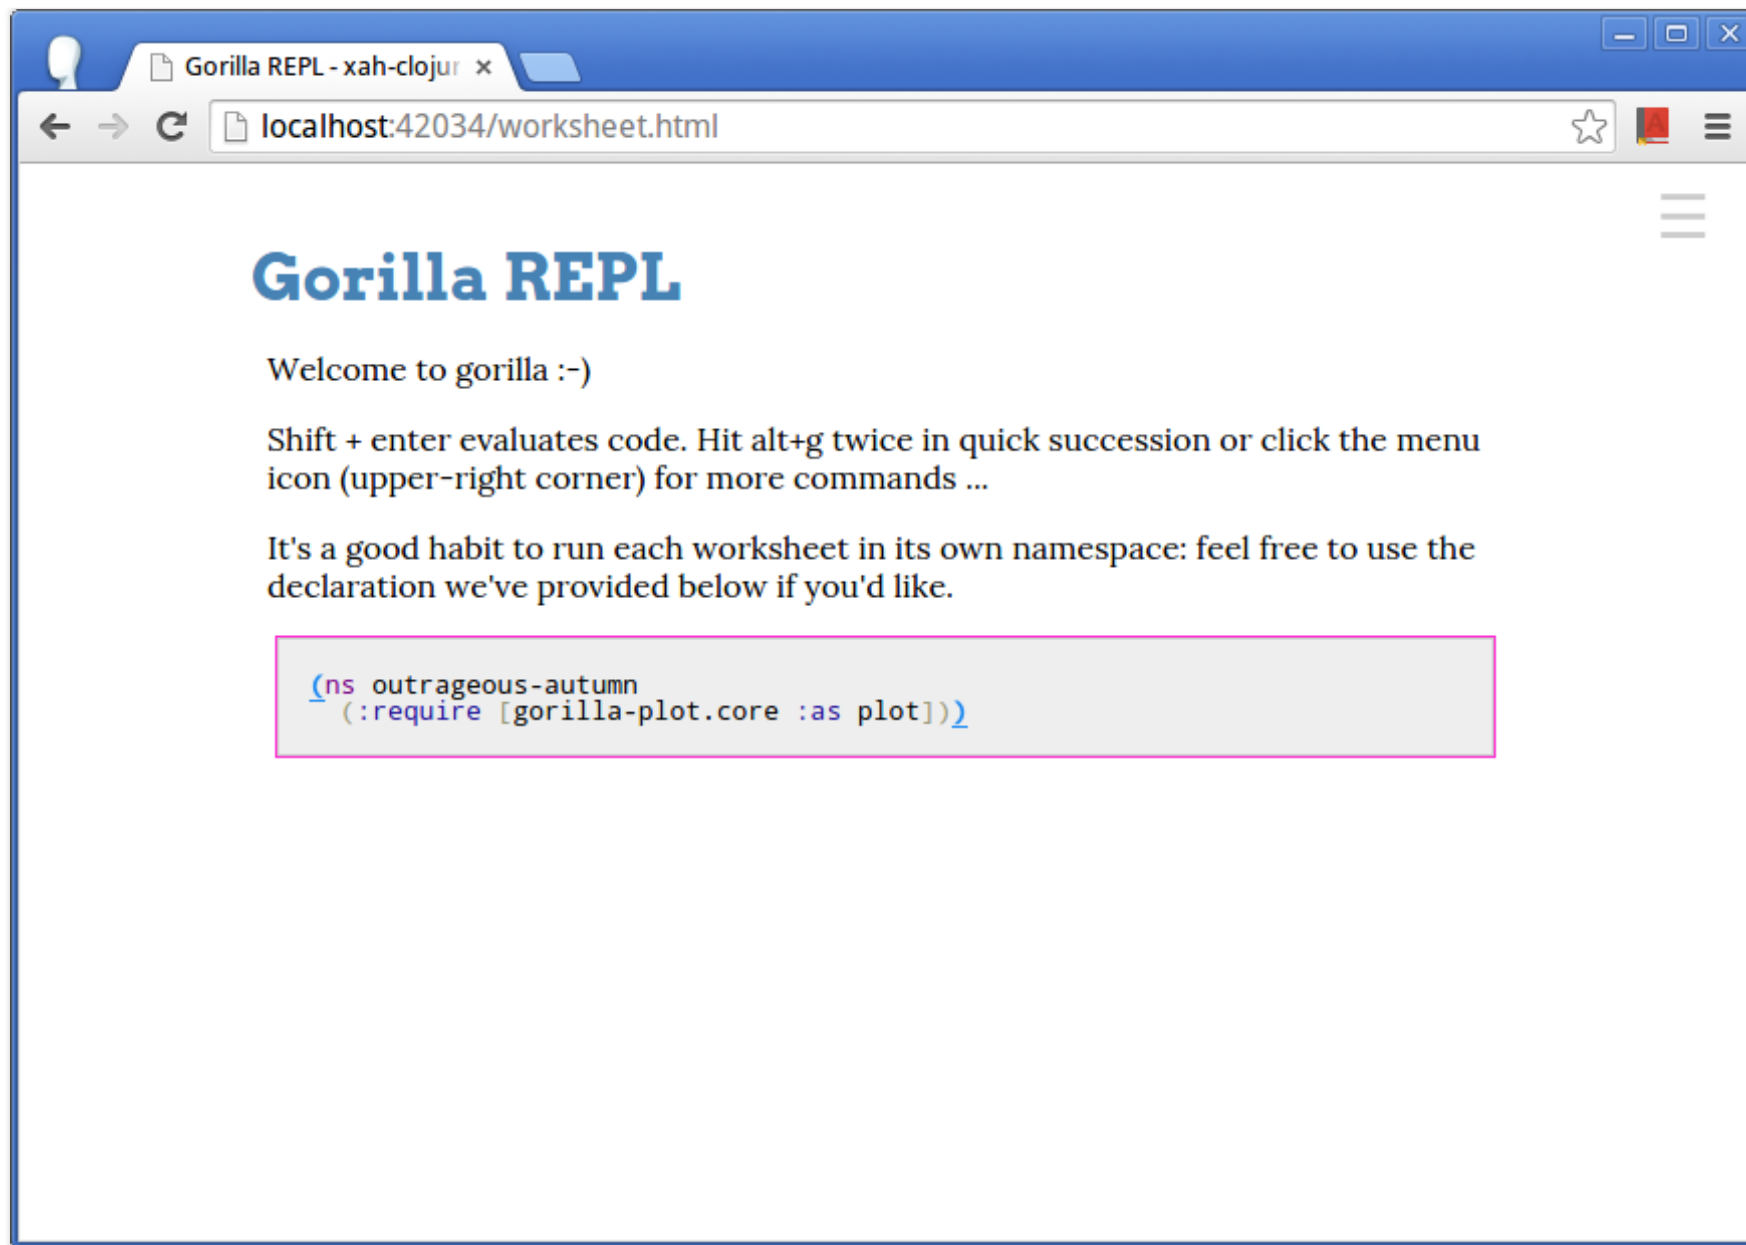 Gorilla REPL - xah-clojur
localhost:42034/worksheet.html
Gorilla REPL
Welcome to gorilla :-)
Shift + enter evaluates code. Hit alt+g twice in quick succession or click the menu
icon (upper-right corner) for more commands ...
It's a good habit to run each worksheet in its own namespace: feel free to use the
declaration we've provided below if you'd like.
(ns outrageous-autumn
(:require [gorilla-plot.core :as plot]))